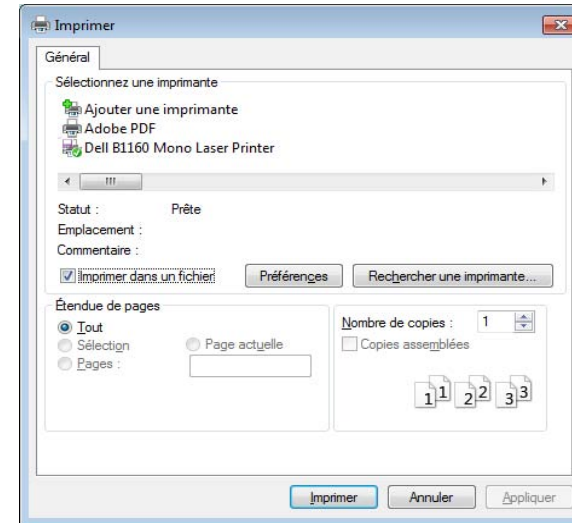 Imprimer
Général
Sélectionnez une imprimante
Ajouter une imprimante
Adobe PDF
Dell B1160 Mono Laser Printer
Statut : Prête
Emplacement :
Commentaire :
Imprimer dans un fichier Préférences Rechercher une imprimante...
Étendue de pages
Tout
Sélection Page actuelle
Pages :
Nombre de copies : 1
Copies assemblées
1 1 2 2 3 3
Imprimer Annuler Appliquer